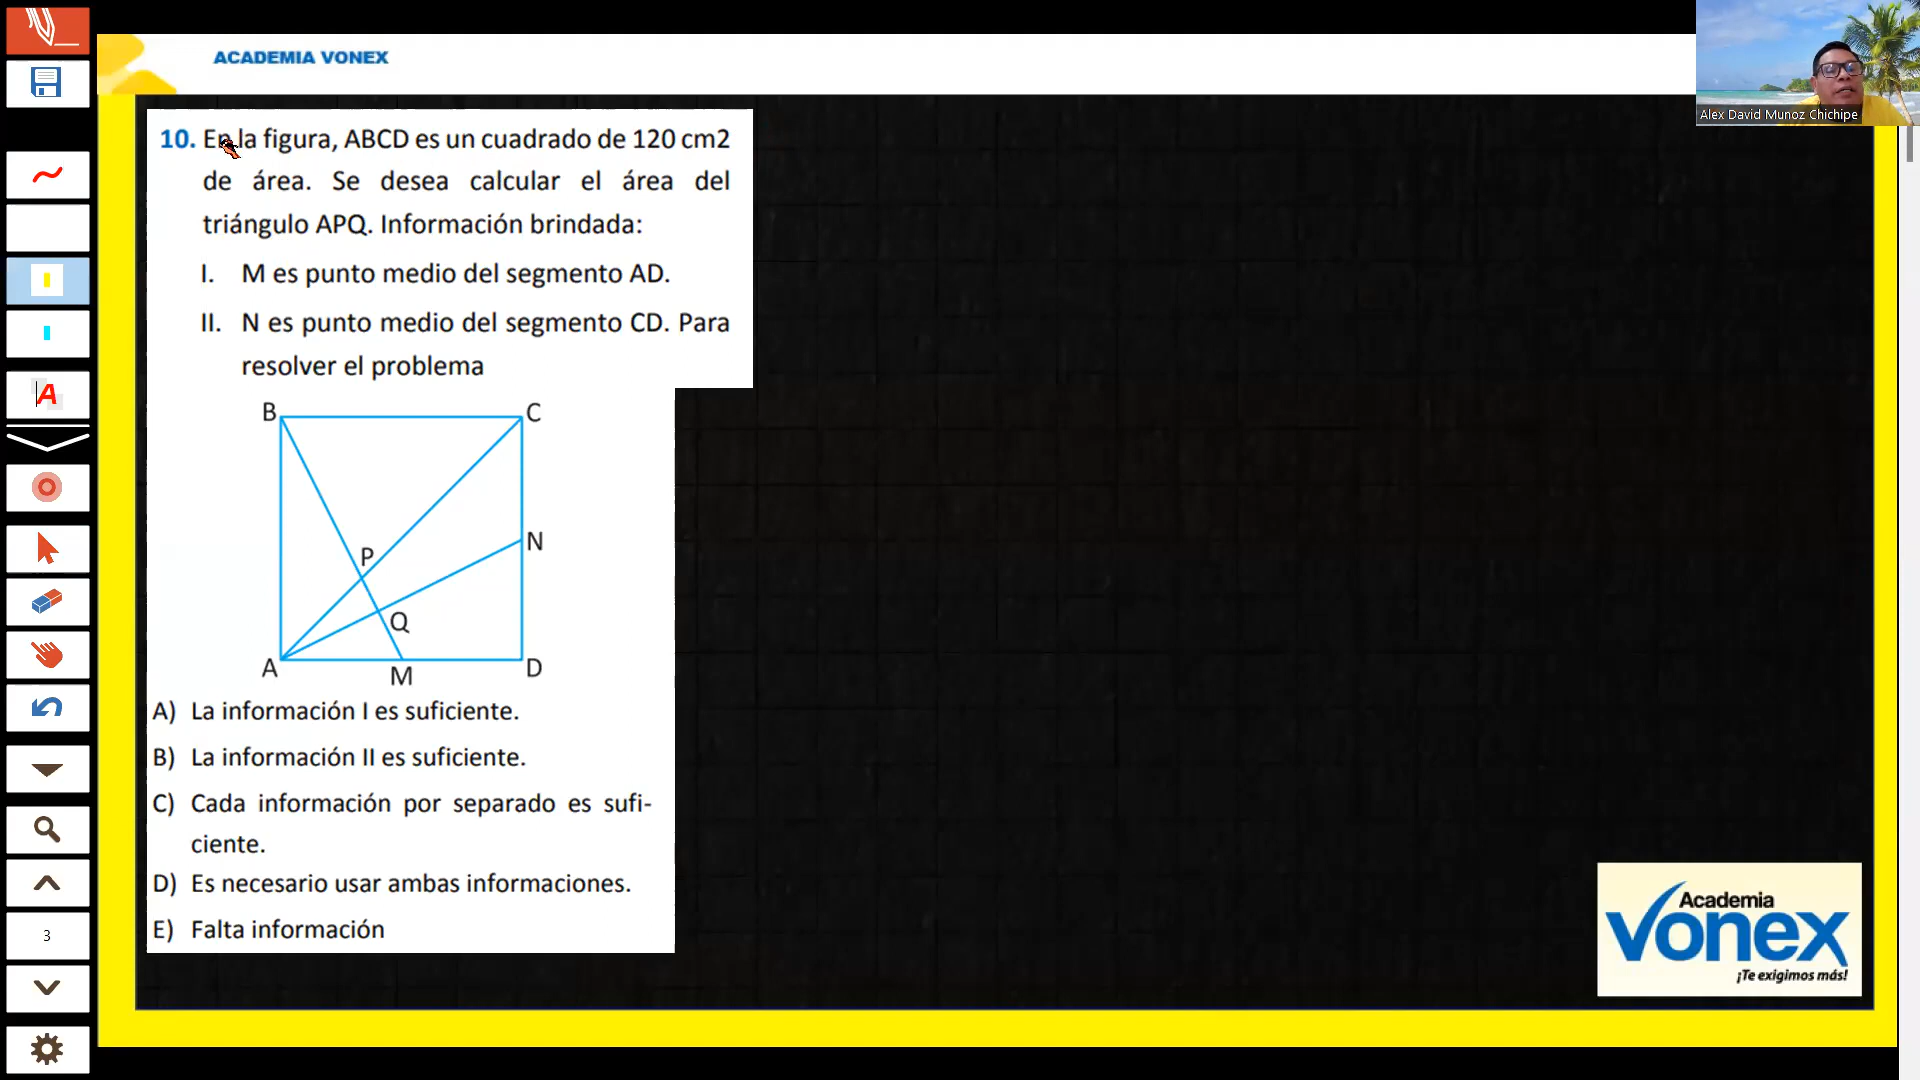 ACADEMIA VONEX
Alex David Munoz Chichipe
10. En la figura, ABCD es un cuadrado de 120 cm2
de área. Se desea calcular el área del
triángulo APQ. Información brindada:
I. M es punto medio del segmento AD.
II. N es punto medio del segmento CD. Para
resolver el problema
B C
P
N
Q
A M D
A) La información I es suficiente.
B) La información II es suficiente.
C) Cada información por separado es sufi-
ciente.
D) Es necesario usar ambas informaciones.
E) Falta información
A
3
Academia
Vonex
¡Te exigimos más!